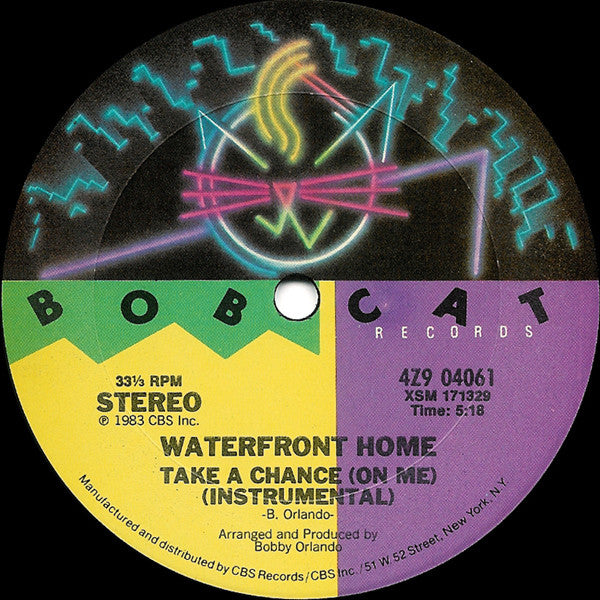 BOBCAT
RECORDS
33⅓ RPM
STEREO
℗ 1983 CBS Inc.
4Z9 04061
XSM 171329
Time: 5:18
WATERFRONT HOME
TAKE A CHANCE (ON ME)
(INSTRUMENTAL)
-B. Orlando-
Arranged and Produced by
Bobby Orlando
Manufactured and distributed by CBS Records/CBS Inc./51 W. 52 Street, New York, N.Y.